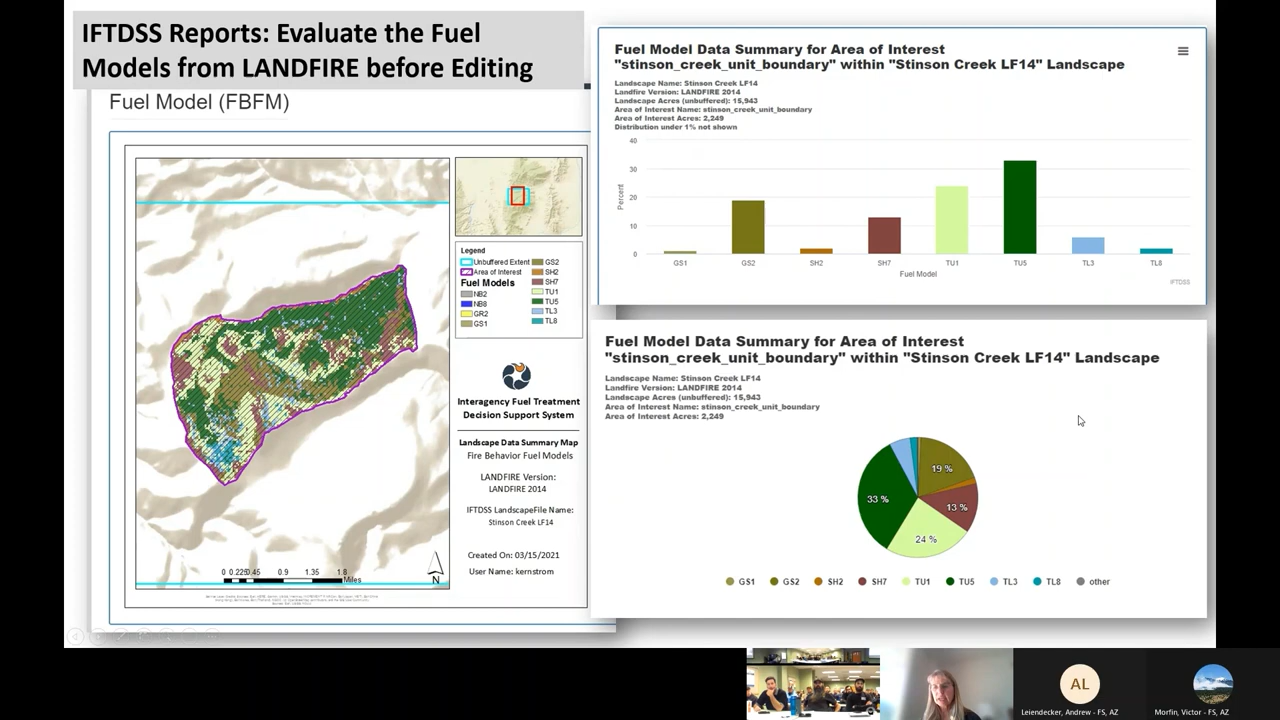 IFTDSS Reports: Evaluate the Fuel
Models from LANDFIRE before Editing
Fuel Model (FBFM)
Legend
Unbuffered Extent
Area of Interest
Fuel Models
NB2
NB8
GR2
GS1
GS2
SH2
SH7
TU1
TU5
TL3
TL8
Interagency Fuel Treatment
Decision Support System
Landscape Data Summary Map
Fire Behavior Fuel Models
LANDFIRE Version:
LANDFIRE 2014
IFTDSS LandscapeFile Name:
Stinson Creek LF14
Created On: 03/15/2021
User Name: kernstrom
0 0.225 0.45 0.9 1.35 1.8
Miles
N
Fuel Model Data Summary for Area of Interest
"stinson_creek_unit_boundary" within "Stinson Creek LF14" Landscape
Landscape Name: Stinson Creek LF14
Landfire Version: LANDFIRE 2014
Landscape Acres (unbuffered): 15,943
Area of Interest Name: stinson_creek_unit_boundary
Area of Interest Acres: 2,249
Distribution under 1% not shown
40
30
20
10
0
Percent
GS1 GS2 SH2 SH7 TU1 TU5 TL3 TL8
Fuel Model
IFTDSS
Fuel Model Data Summary for Area of Interest
"stinson_creek_unit_boundary" within "Stinson Creek LF14" Landscape
Landscape Name: Stinson Creek LF14
Landfire Version: LANDFIRE 2014
Landscape Acres (unbuffered): 15,943
Area of Interest Name: stinson_creek_unit_boundary
Area of Interest Acres: 2,249
19 %
13 %
24 %
33 %
GS1 GS2 SH2 SH7 TU1 TU5 TL3 TL8 other
AL
Leiendecker, Andrew - FS, AZ
Morfin, Victor - FS, AZ